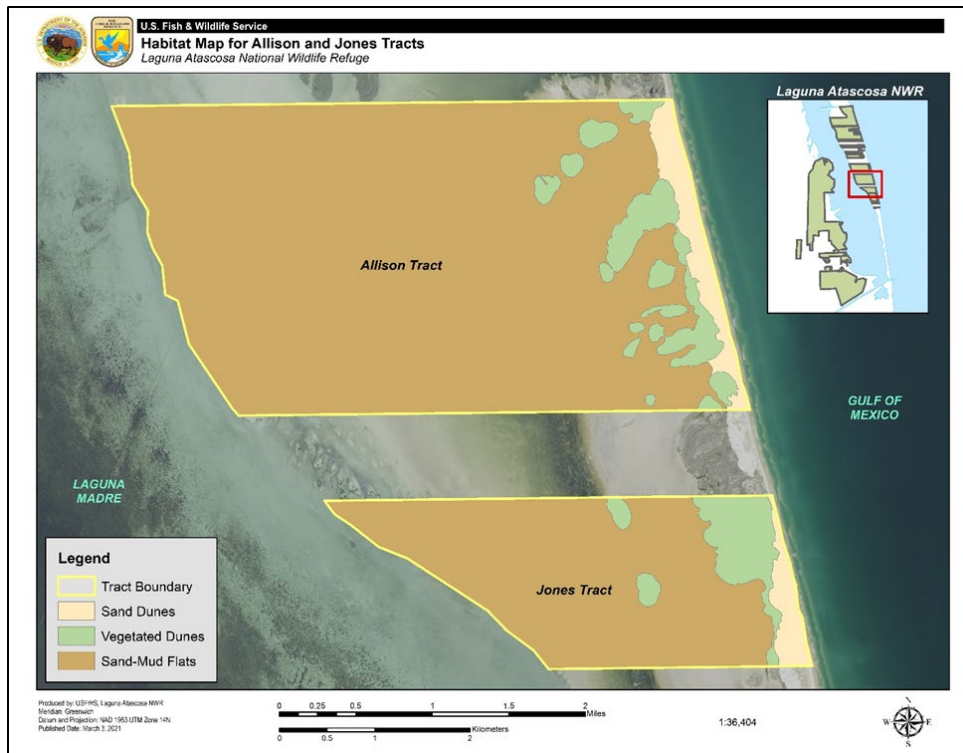 U.S. Fish & Wildlife Service
Habitat Map for Allison and Jones Tracts
Laguna Atascosa National Wildlife Refuge
Laguna Atascosa NWR
Allison Tract
GULF OF
MEXICO
LAGUNA
MADRE
Jones Tract
Legend
Tract Boundary
Sand Dunes
Vegetated Dunes
Sand-Mud Flats
Produced by: USFWS, Laguna Atascosa NWR
Meridian: Greenwich
Datum and Projection: NAD 1983 UTM Zone 14N
Published Date: March 3, 2021
0 0.25 0.5 1 1.5 2
Miles
Kilometers
0 0.5 1 2
1:36,404
N
W E
S